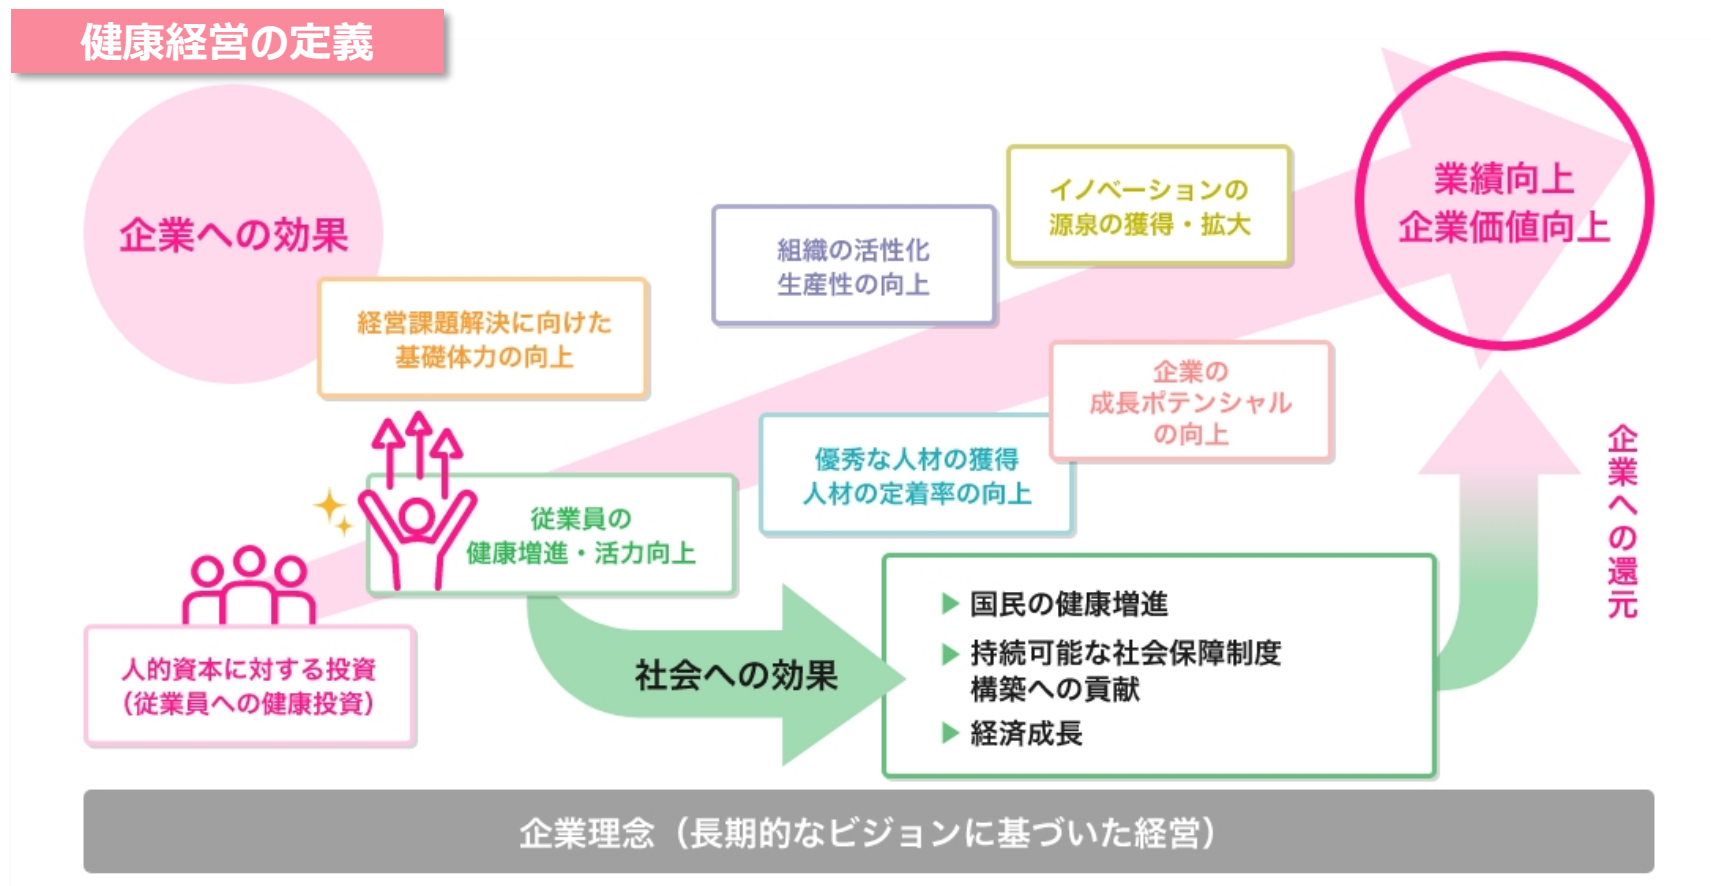 健康経営の定義
企業への効果
経営課題解決に向けた
基礎体力の向上
組織の活性化
生産性の向上
イノベーションの
源泉の獲得・拡大
業績向上
企業価値向上
企業の
成長ポテンシャル
の向上
優秀な人材の獲得
人材の定着率の向上
従業員の
健康増進・活力向上
人的資本に対する投資
（従業員への健康投資）
社会への効果
▶ 国民の健康増進
▶ 持続可能な社会保障制度
構築への貢献
▶ 経済成長
企業への還元
企業理念（長期的なビジョンに基づいた経営）